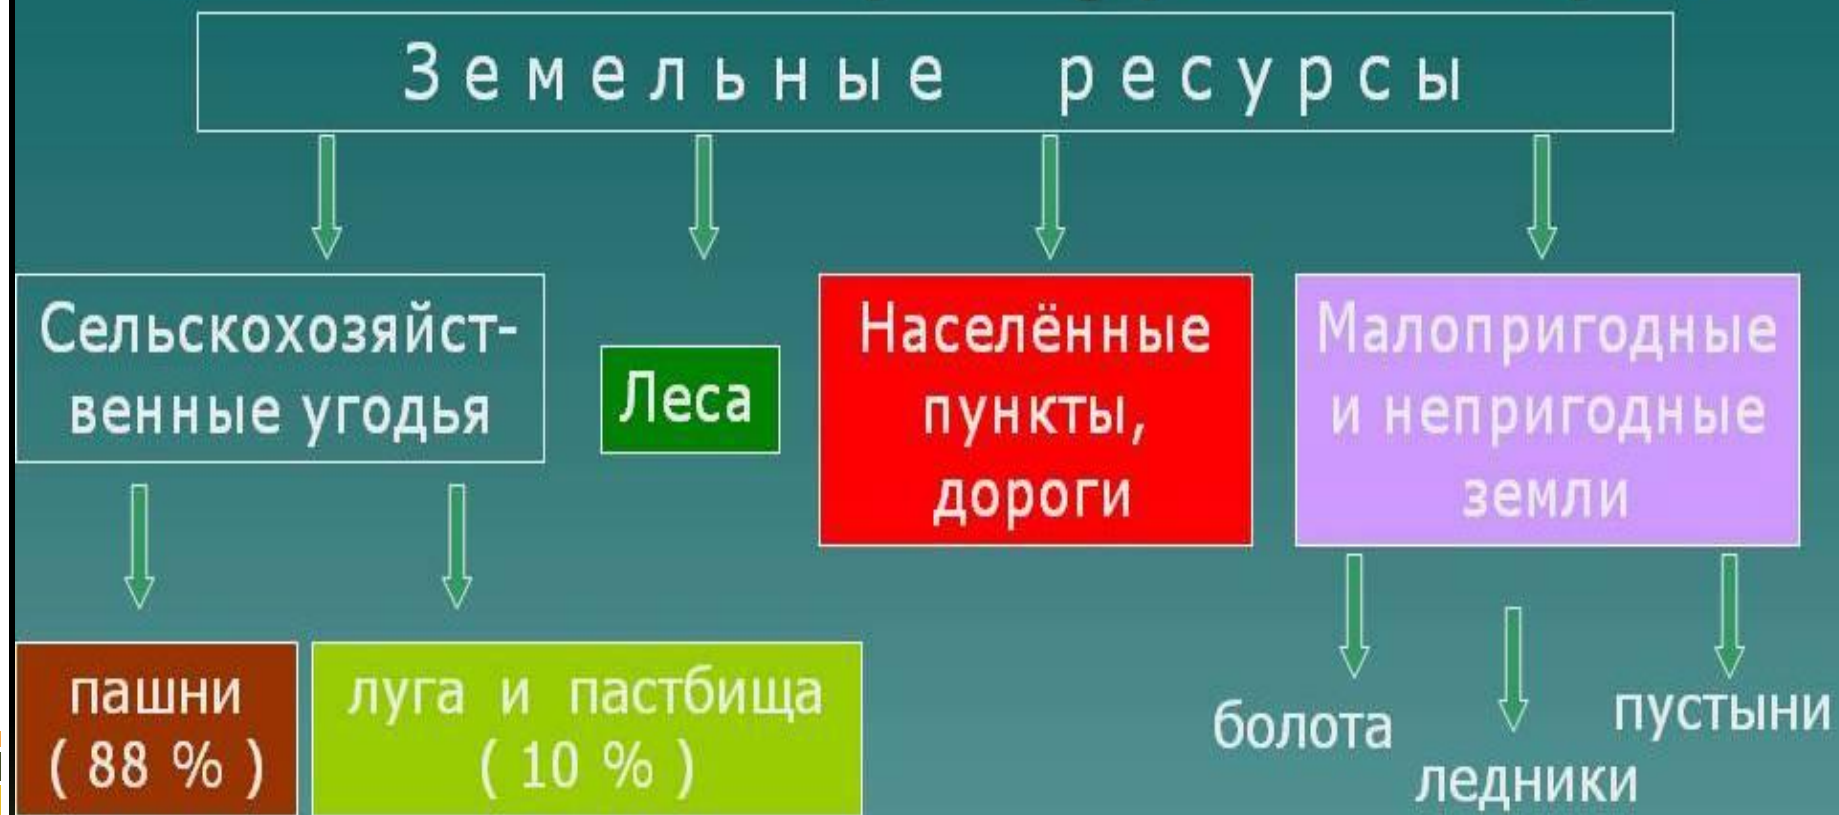 Земельные ресурсы
Сельскохозяйст-
венные угодья
Леса
Населённые
пункты,
дороги
Малопригодные
и непригодные
земли
пашни
( 88 % )
луга и пастбища
( 10 % )
болота
ледники
пустыни